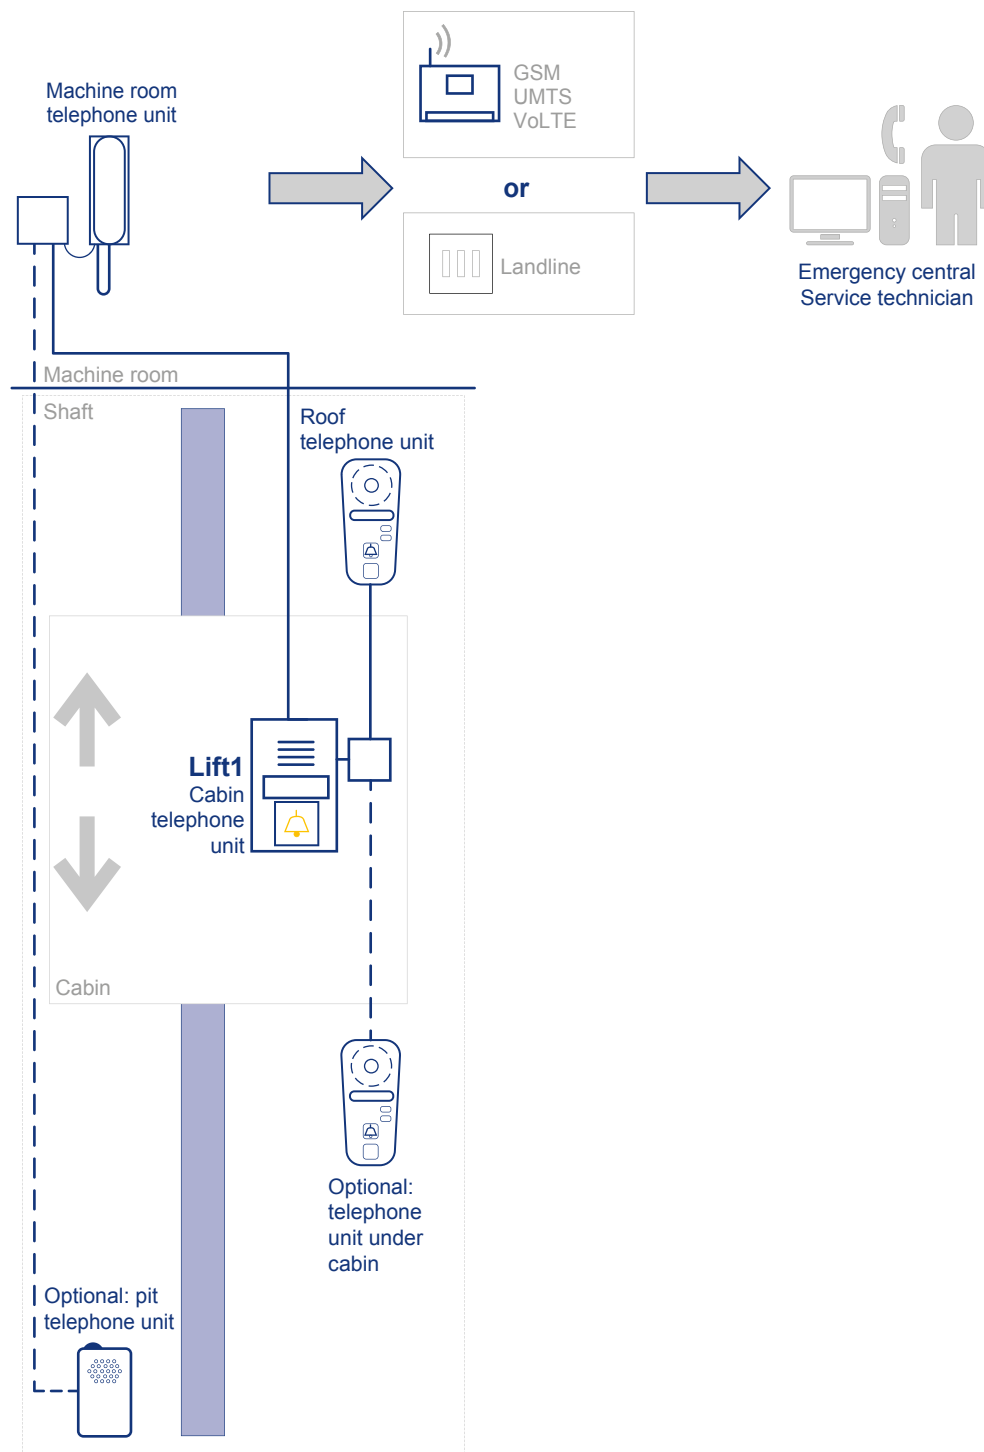 Machine room
telephone unit
GSM
UMTS
VoLTE
or
Landline
Emergency central
Service technician
Machine room
Shaft
Roof
telephone unit
Lift1
Cabin
telephone
unit
Cabin
Optional:
telephone
unit under
cabin
Optional: pit
telephone unit